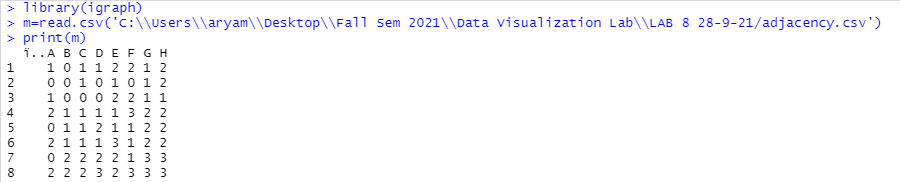 > library(igraph)
> m=read.csv('C:\\Users\\aryam\\Desktop\\Fall Sem 2021\\Data Visualization Lab\\LAB 8 28-9-21/adjacency.csv')
> print(m)
  ï..A B C D E F G H
1    1 0 1 1 2 2 1 2
2    0 0 1 0 1 0 1 2
3    1 0 0 0 2 2 1 1
4    2 1 1 1 1 3 2 2
5    0 1 1 2 1 1 2 2
6    2 1 1 1 3 1 2 2
7    0 2 2 2 2 1 3 3
8    2 2 2 3 2 3 3 3